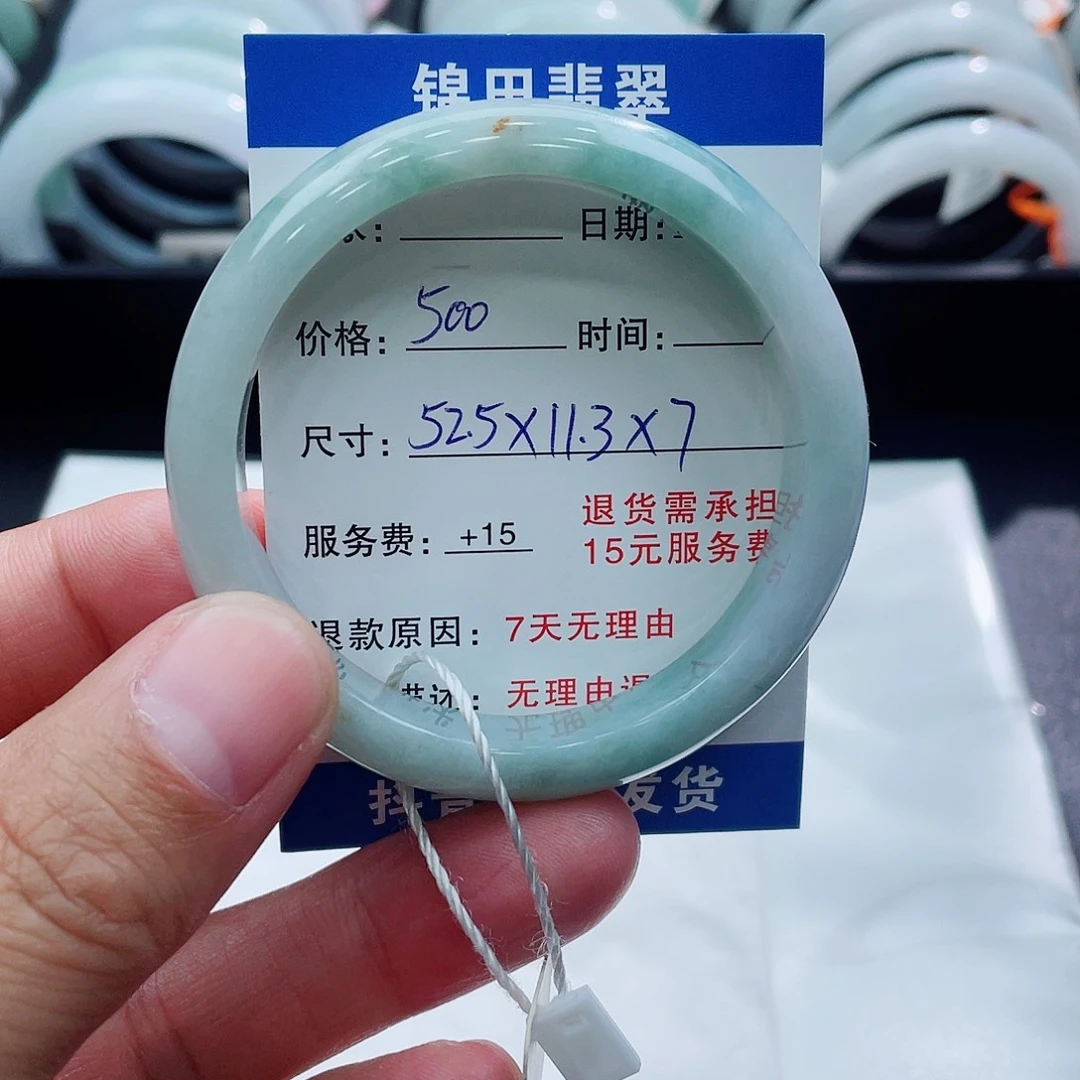 锦田翡翠
日期:
价格: 500 时间:
尺寸: 52.5X11.3X7
服务费: +15
退货需承担
15元服务费
退款原因: 7天无理由
无理由退
抖音 发货